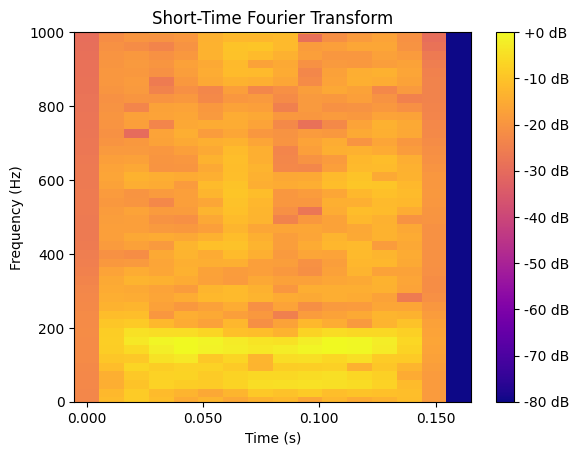 Short-Time Fourier Transform
Frequency (Hz)
1000
800
600
400
200
0
0.000
0.050
0.100
0.150
Time (s)
+0 dB
-10 dB
-20 dB
-30 dB
-40 dB
-50 dB
-60 dB
-70 dB
-80 dB